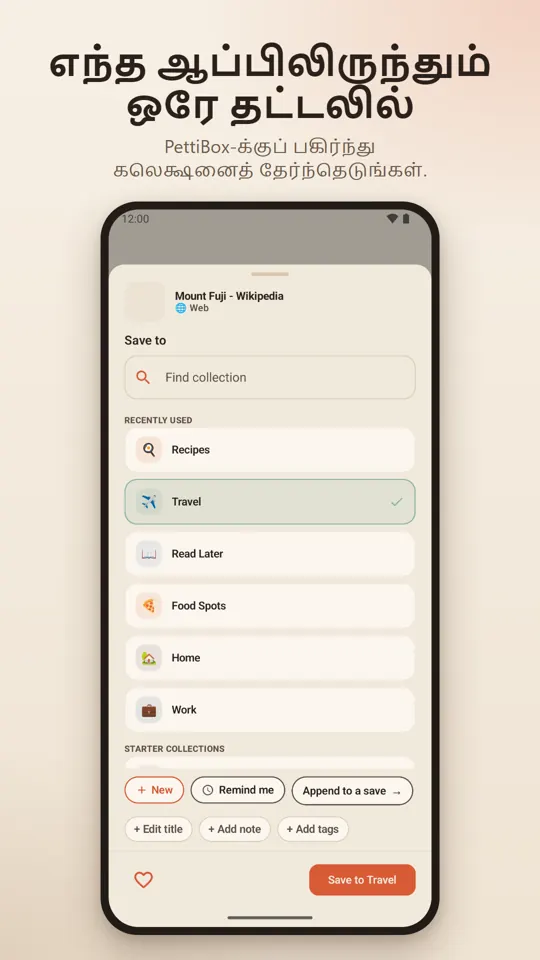 எந்த ஆப்பிலிருந்தும்
ஒரே தட்டலில்
PettiBox-க்குப் பகிர்ந்து
கலெக்ஷனைத் தேர்ந்தெடுங்கள்.
12:00
Mount Fuji - Wikipedia
Web
Save to
Find collection
RECENTLY USED
Recipes
Travel
Read Later
Food Spots
Home
Work
STARTER COLLECTIONS
+ New
Remind me
Append to a save →
+ Edit title
+ Add note
+ Add tags
Save to Travel